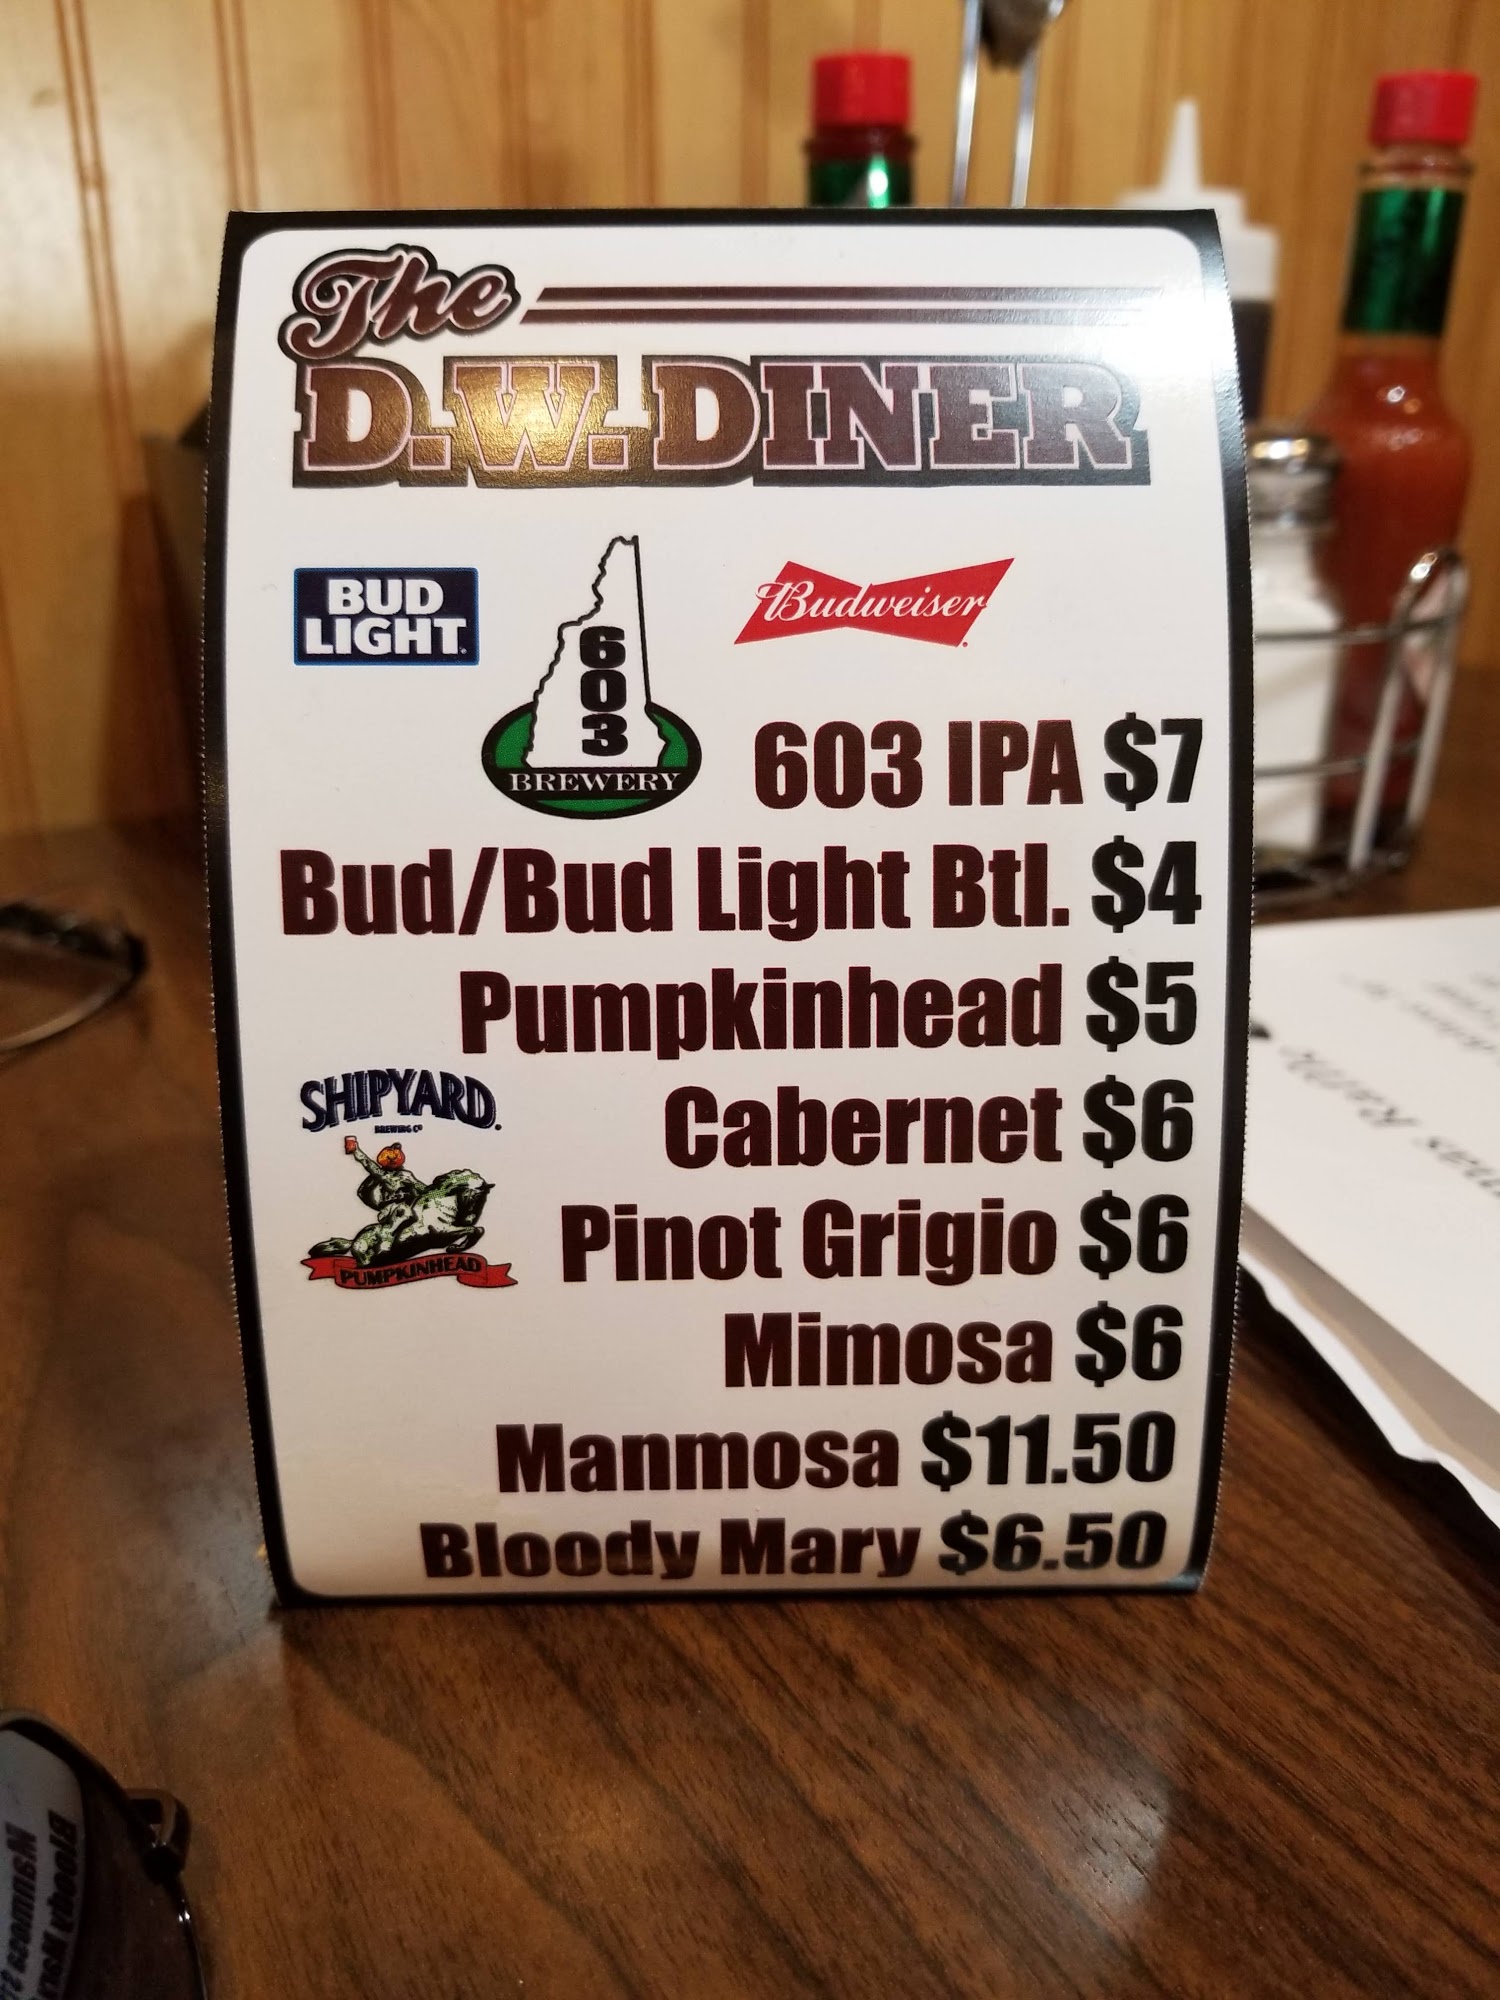 The
D.W. DINER
BUD
LIGHT
603
BREWERY
Budweiser
603 IPA $7
Bud/Bud Light Btl. $4
Pumpkinhead $5
SHIPYARD
BREWING Co
PUMPKINHEAD
Cabernet $6
Pinot Grigio $6
Mimosa $6
Manmosa $11.50
Bloody Mary $6.50